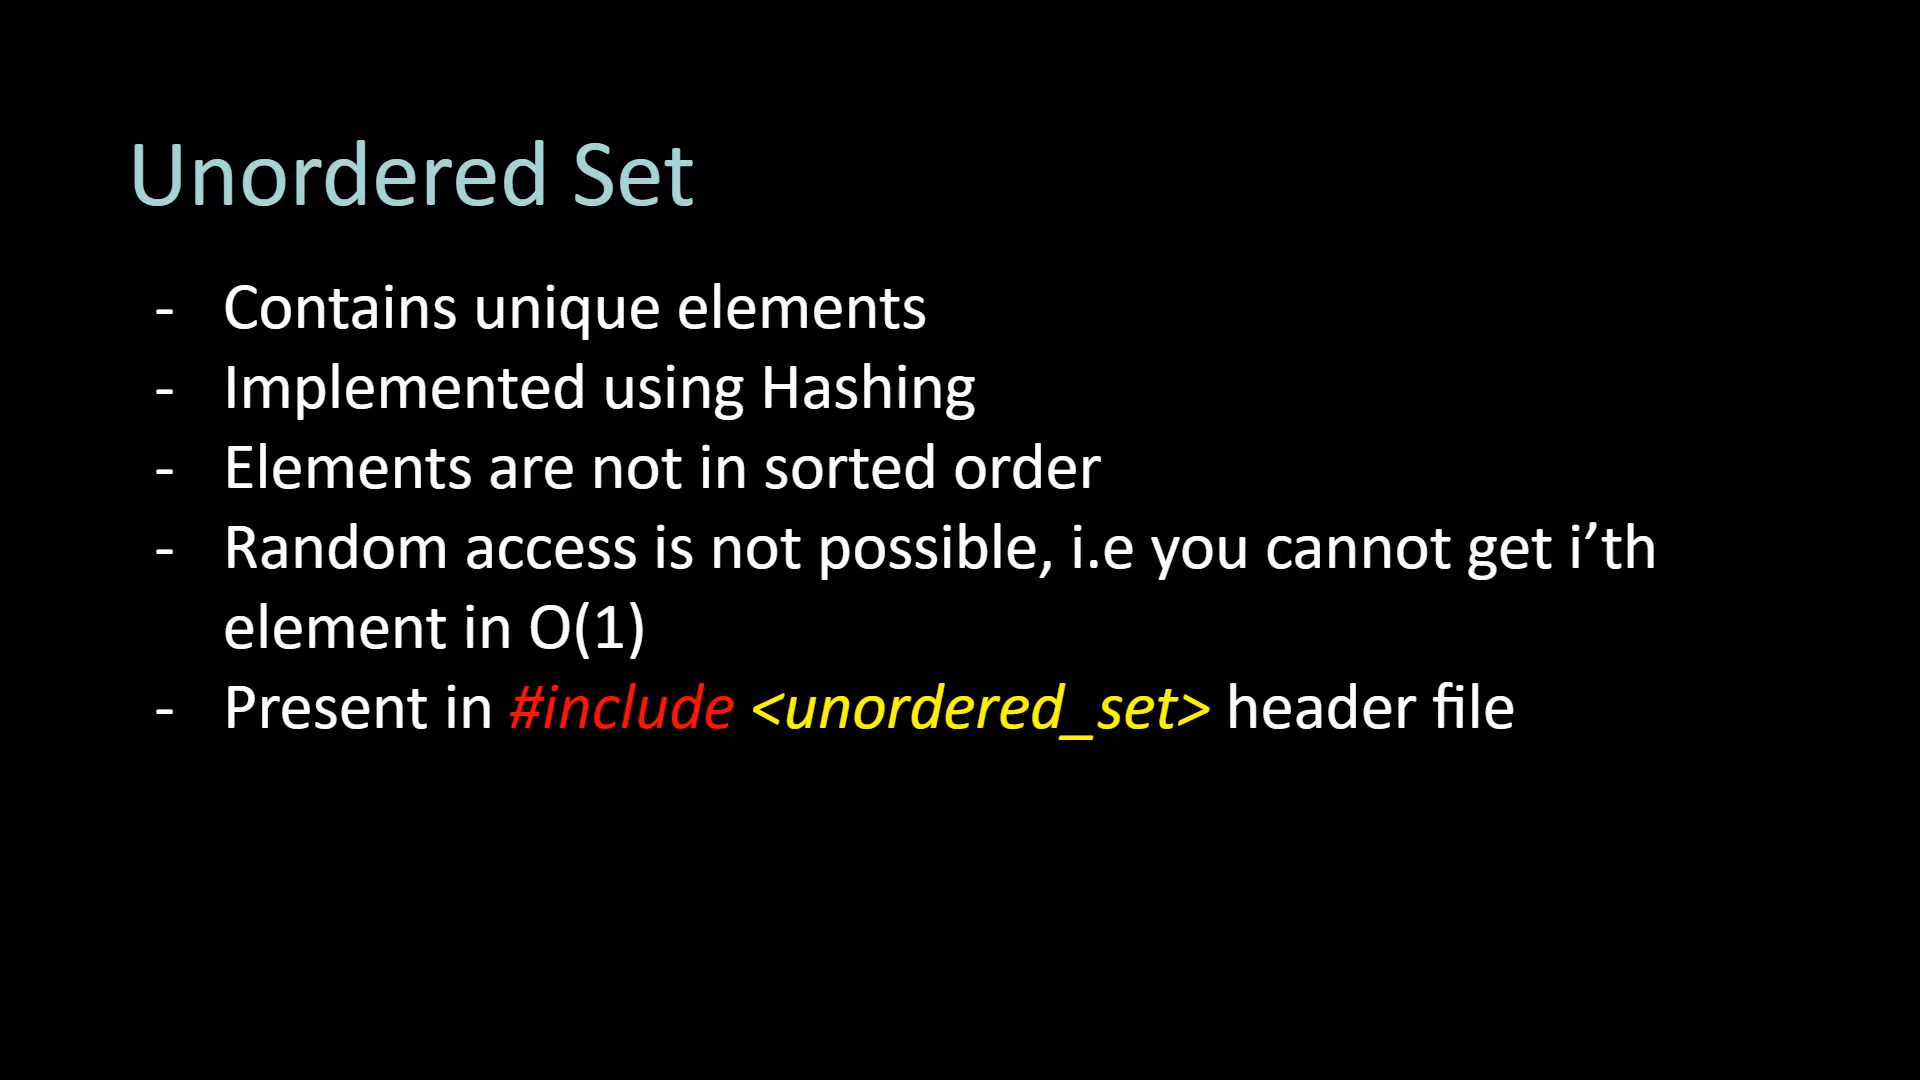 Unordered Set
- Contains unique elements
- Implemented using Hashing
- Elements are not in sorted order
- Random access is not possible, i.e you cannot get i’th
element in O(1)
- Present in #include <unordered_set> header file